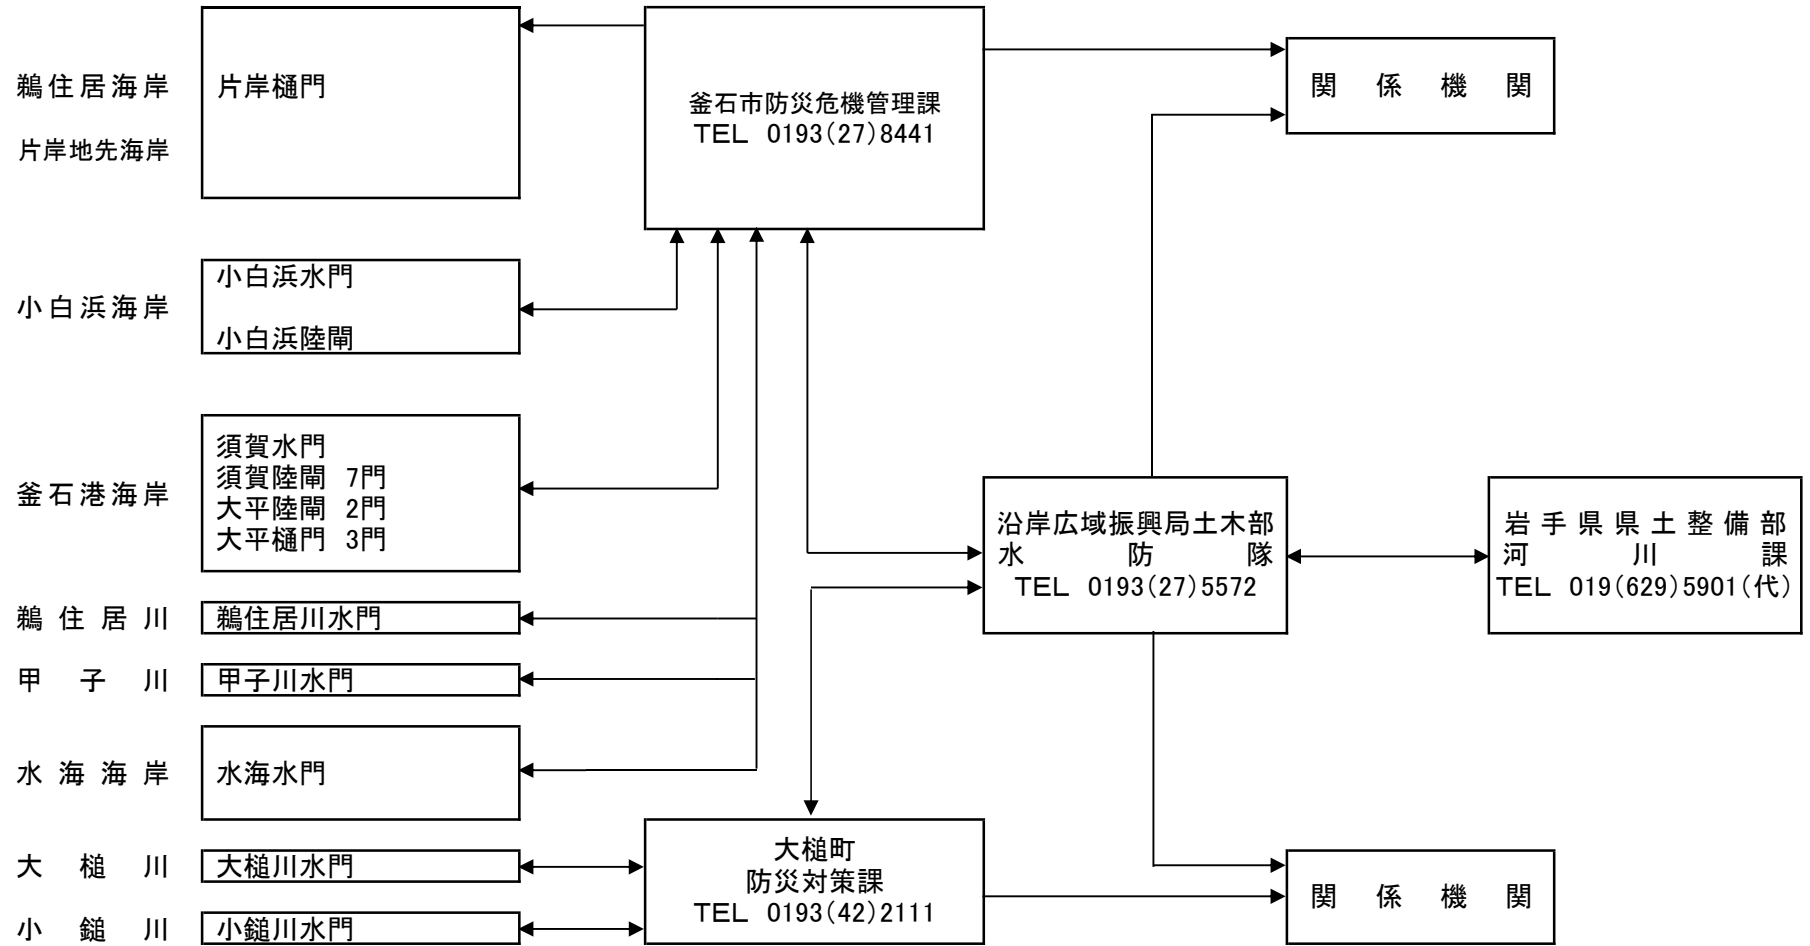 鵜住居海岸
片岸地先海岸
片岸樋門
釜石市防災危機管理課
TEL 0193(27)8441
関係機関
小白浜海岸
小白浜水門
小白浜陸閘
釜石港海岸
須賀水門
須賀陸閘 7門
大平陸閘 2門
大平樋門 3門
沿岸広域振興局土木部
水防隊
TEL 0193(27)5572
岩手県県土整備部
河川課
TEL 019(629)5901(代)
鵜住居川
鵜住居川水門
甲子川
甲子川水門
水海海岸
水海水門
大槌川
大槌川水門
小鎚川
小鎚川水門
大槌町
防災対策課
TEL 0193(42)2111
関係機関